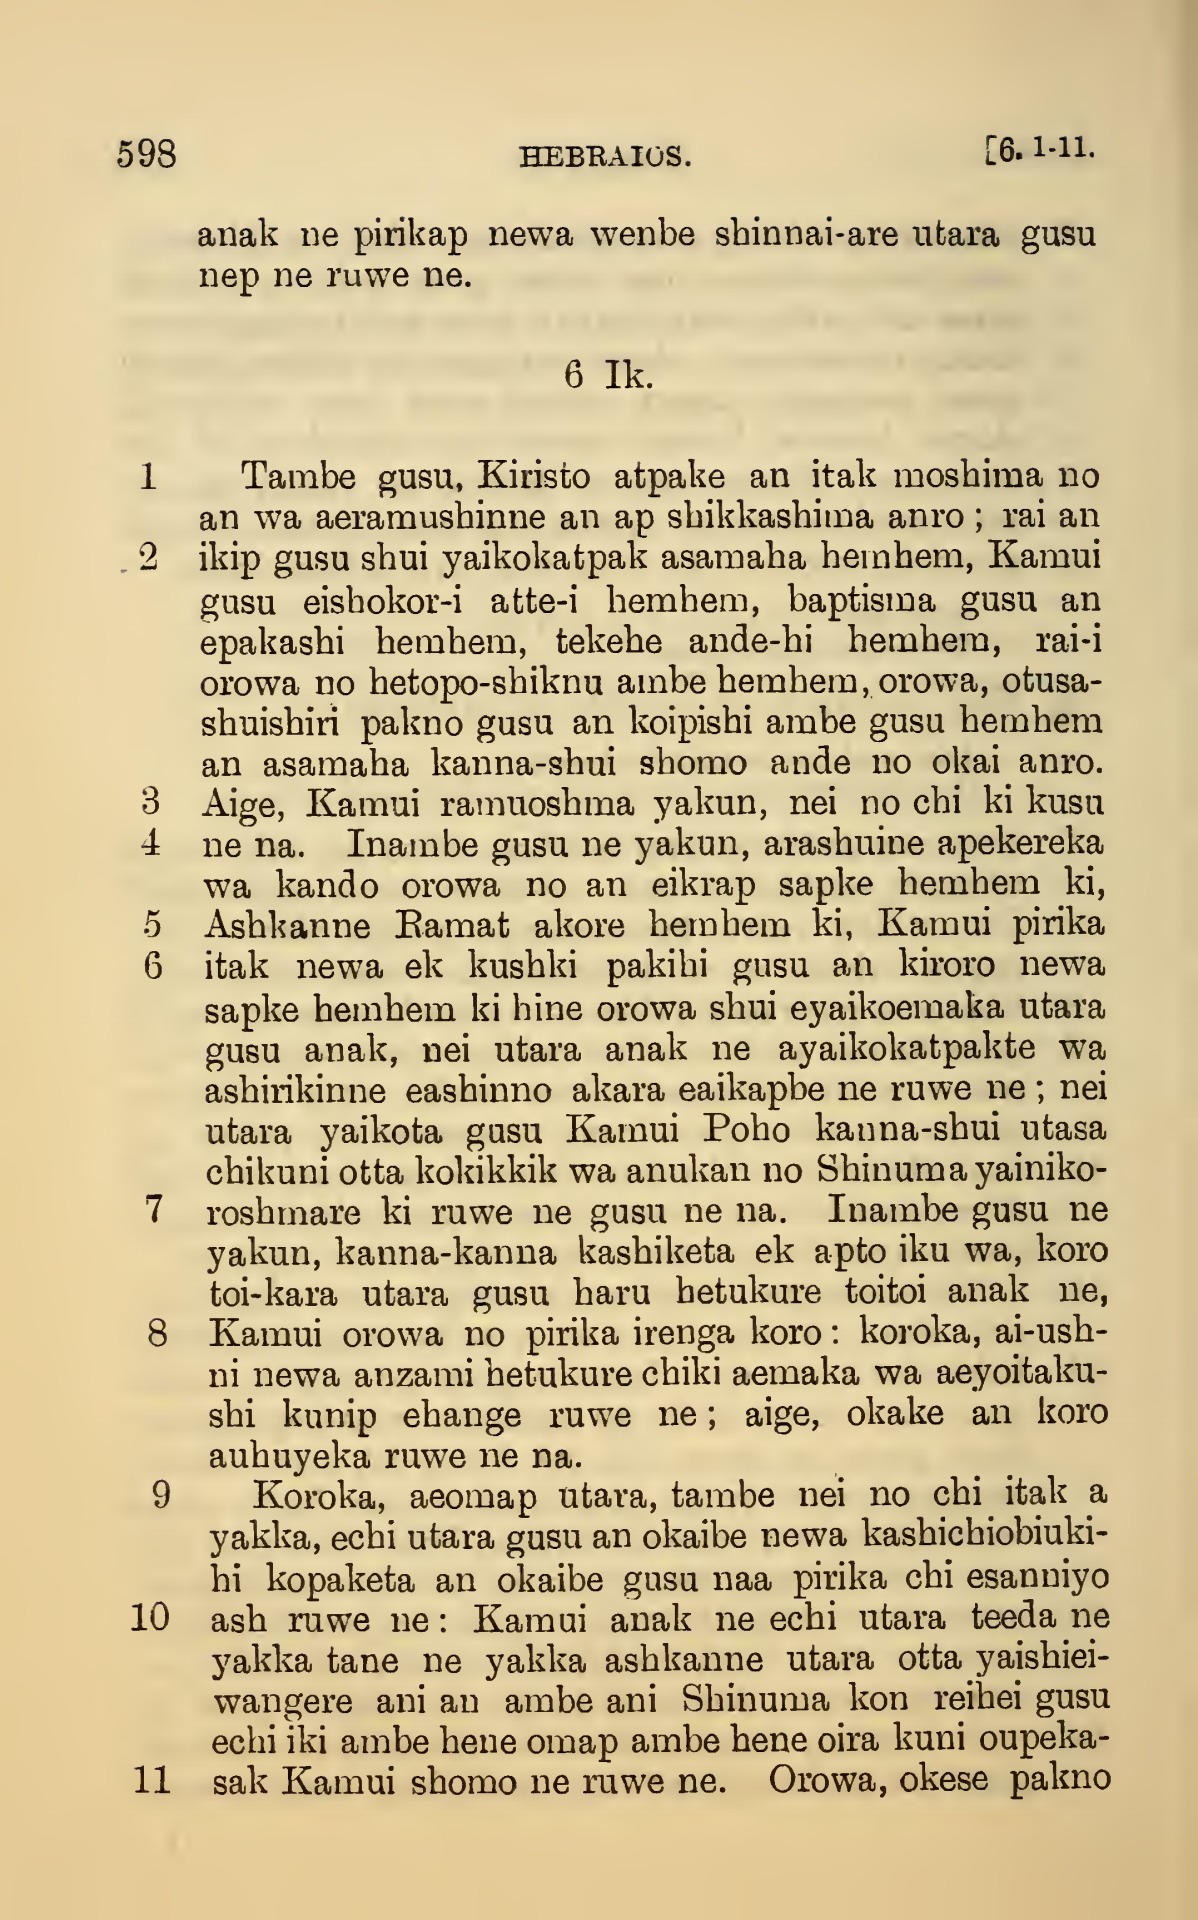 598 HEBRAIOS. [6. 1-11.
anak ne pirikap newa wenbe shinnai-are utara gusu
nep ne ruwe ne.
6 Ik.
1 Tambe gusu, Kiristo atpake an itak moshima no
an wa aeramushinne an ap shikkashima anro ; rai an
2 ikip gusu shui yaikokatpak asamaha hemhem, Kamui
gusu eishokor-i atte-i hemhem, baptisma gusu an
epakashi hemhem, tekehe ande-hi hemhem, rai-i
orowa no hetopo-shiknu ambe hemhem, orowa, otusa-
shuishiri pakno gusu an koipishi ambe gusu hemhem
an asamaha kanna-shui shomo ande no okai anro.
3 Aige, Kamui ramuoshma yakun, nei no chi ki kusu
4 ne na. Inambe gusu ne yakun, arashuine apekereka
wa kando orowa no an eikrap sapke hemhem ki,
5 Ashkanne Ramat akore hemhem ki, Kamui pirika
6 itak newa ek kushki pakihi gusu an kiroro newa
sapke hemhem ki hine orowa shui eyaikoemaka utara
gusu anak, nei utara anak ne ayaikokatpakte wa
ashirikinne eashinno akara eaikapbe ne ruwe ne ; nei
utara yaikota gusu Kamui Poho kanna-shui utasa
chikuni otta kokikkik wa anukan no Shinuma yainiko-
7 roshmare ki ruwe ne gusu ne na. Inambe gusu ne
yakun, kanna-kanna kashiketa ek apto iku wa, koro
toi-kara utara gusu haru hetukure toitoi anak ne,
8 Kamui orowa no pirika irenga koro : koroka, ai-ush-
ni newa anzami hetukure chiki aemaka wa aeyoitaku-
shi kunip ehange ruwe ne ; aige, okake an koro
auhuyeka ruwe ne na.
9 Koroka, aeomap utara, tambe nei no chi itak a
yakka, echi utara gusu an okaibe newa kashichiobiuki-
hi kopaketa an okaibe gusu naa pirika chi esanniyo
10 ash ruwe ne : Kamui anak ne echi utara teeda ne
yakka tane ne yakka ashkanne utara otta yaishiei-
wangere ani an ambe ani Shinuma kon reihei gusu
echi iki ambe hene omap ambe hene oira kuni oupeka-
11 sak Kamui shomo ne ruwe ne. Orowa, okese pakno